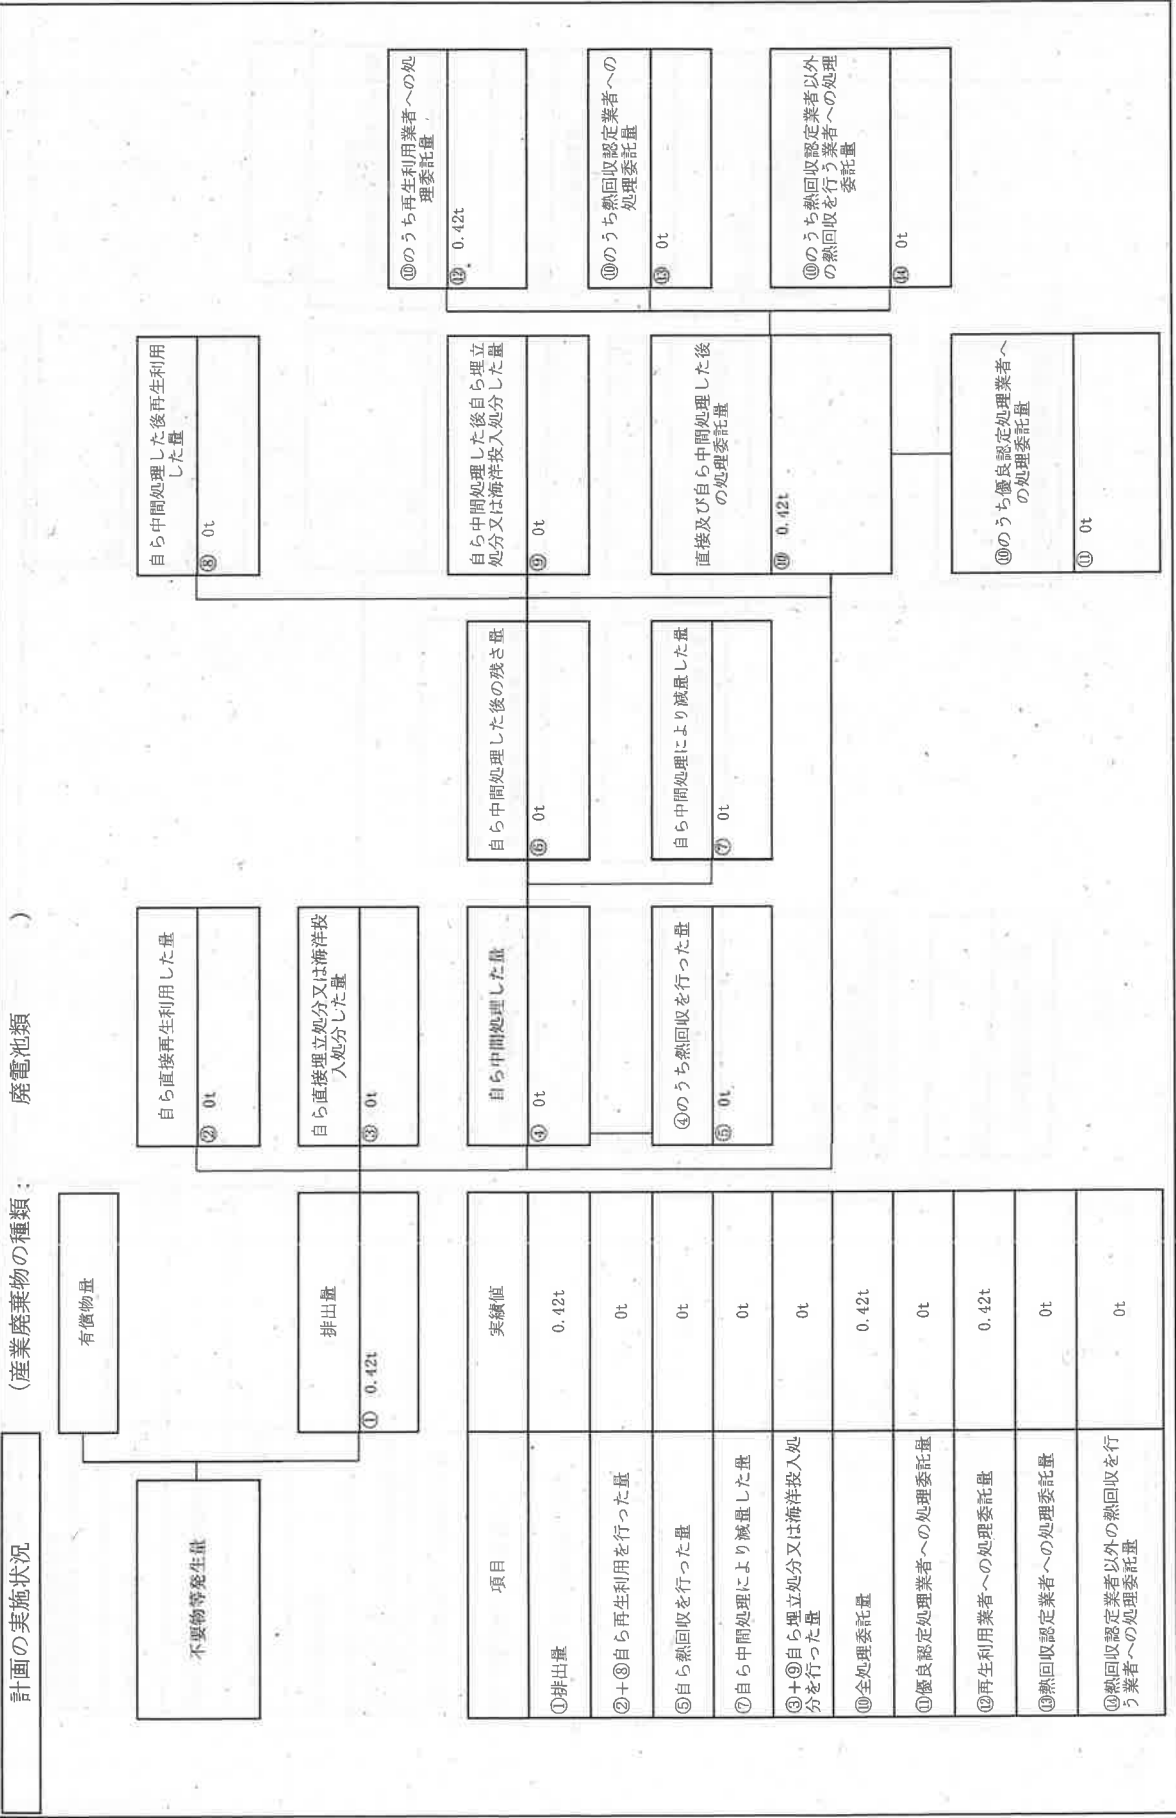 計画の実施状況
（産業廃棄物の種類： 廃電池類 ）
有償物量
不要物等発生量
排出量
① 0.42t
自ら直接再生利用した量
② 0t
自ら直接埋立処分又は海洋投
入処分した量
③ 0t
自ら中間処理した量
④ 0t
④のうち熱回収を行った量
⑤ 0t
自ら中間処理した後の残さ量
⑥ 0t
自ら中間処理により減量した量
⑦ 0t
自ら中間処理した後再生利用
した量
⑧ 0t
自ら中間処理した後自ら埋立
処分又は海洋投入処分した量
⑨ 0t
直接及び自ら中間処理した後
の処理委託量
⑩ 0.42t
⑩のうち優良認定処理業者へ
の処理委託量
⑪ 0t
⑩のうち再生利用業者への処
理委託量
⑫ 0.42t
⑩のうち熱回収認定業者への
処理委託量
⑬ 0t
⑩のうち熱回収認定業者以外
の熱回収を行う業者への処理
委託量
⑭ 0t
項目 実績値
①排出量 0.42t
②＋⑧自ら再生利用を行った量 0t
⑤自ら熱回収を行った量 0t
⑦自ら中間処理により減量した量 0t
③＋⑨自ら埋立処分又は海洋投入処
分を行った量 0t
⑩全処理委託量 0.42t
⑪優良認定処理業者への処理委託量 0t
⑫再生利用業者への処理委託量 0.42t
⑬熱回収認定業者への処理委託量 0t
⑭熱回収認定業者以外の熱回収を行
う業者への処理委託量 0t